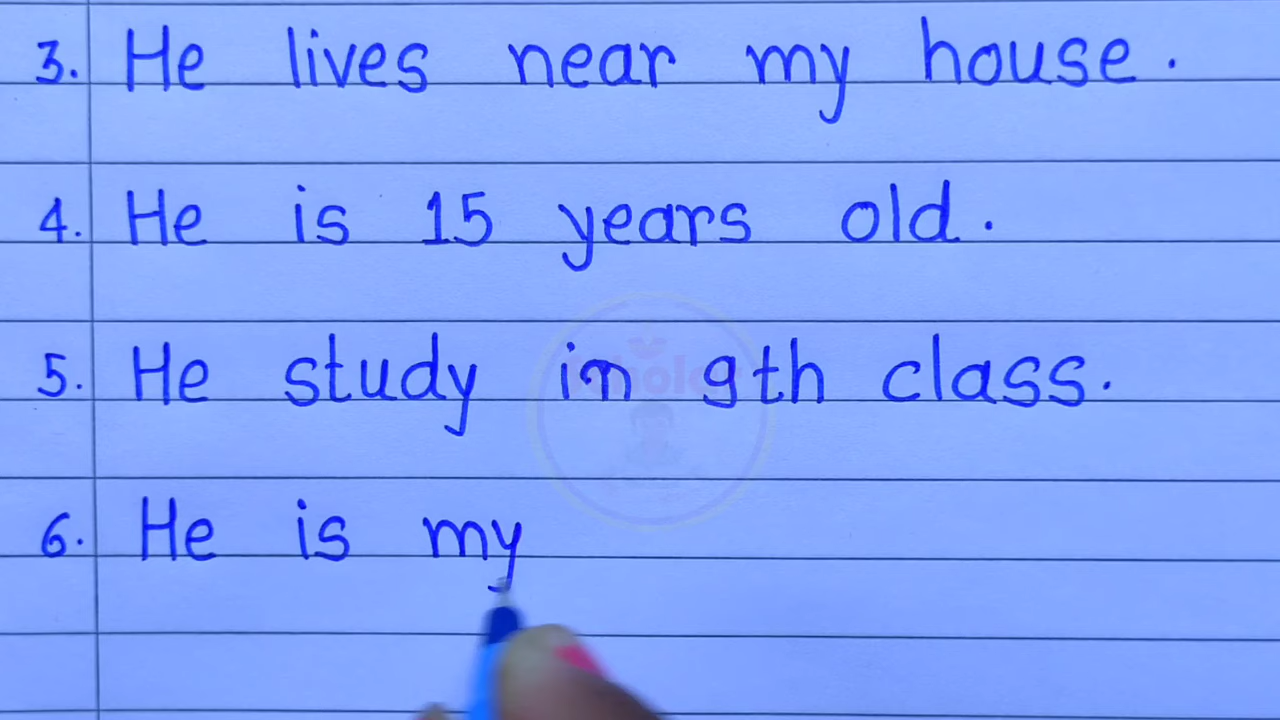 3. He lives near my house.
4. He is 15 years old.
5. He study in 9th class.
6. He is my